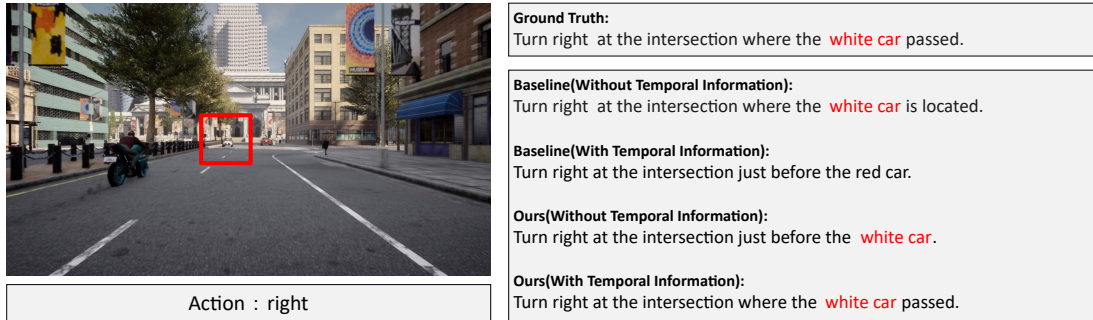 MUSEUM
MUSEUM
Action : right
Ground Truth:
Turn right at the intersection where the white car passed.
Baseline(Without Temporal Information):
Turn right at the intersection where the white car is located.
Baseline(With Temporal Information):
Turn right at the intersection just before the red car.
Ours(Without Temporal Information):
Turn right at the intersection just before the white car.
Ours(With Temporal Information):
Turn right at the intersection where the white car passed.